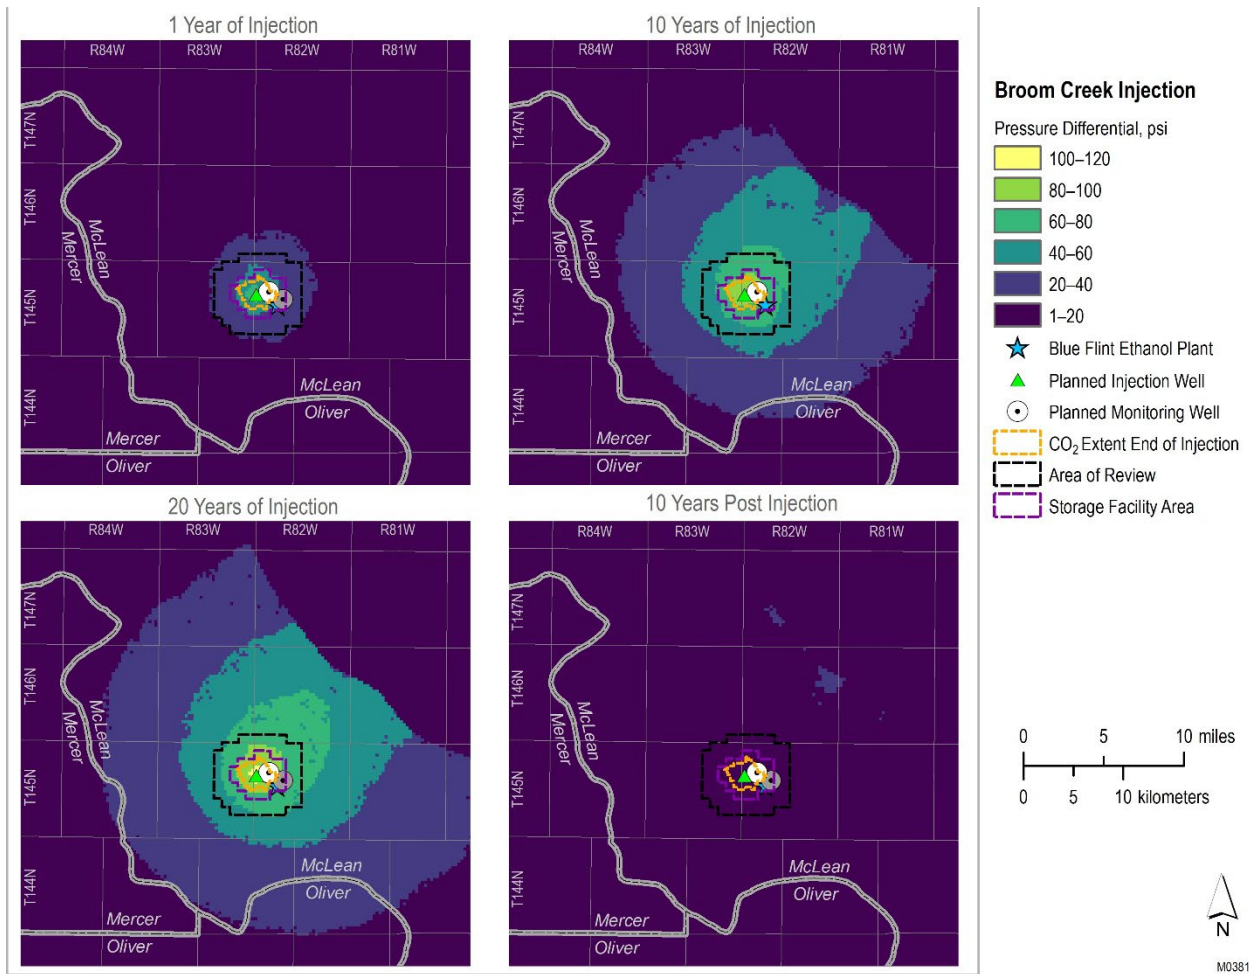 1 Year of Injection
R84W R83W R82W R81W
T147N
T146N
T145N
T144N
McLean
Mercer
McLean
Oliver
Mercer
Oliver
10 Years of Injection
R84W R83W R82W R81W
T147N
T146N
T145N
T144N
McLean
Mercer
McLean
Oliver
Mercer
Oliver
20 Years of Injection
R84W R83W R82W R81W
T147N
T146N
T145N
T144N
McLean
Mercer
McLean
Oliver
Mercer
Oliver
10 Years Post Injection
R84W R83W R82W R81W
T147N
T146N
T145N
T144N
McLean
Mercer
McLean
Oliver
Mercer
Oliver
Broom Creek Injection
Pressure Differential, psi
100–120
80–100
60–80
40–60
20–40
1–20
Blue Flint Ethanol Plant
Planned Injection Well
Planned Monitoring Well
CO₂ Extent End of Injection
Area of Review
Storage Facility Area
0 5 10 miles
0 5 10 kilometers
N
M0381